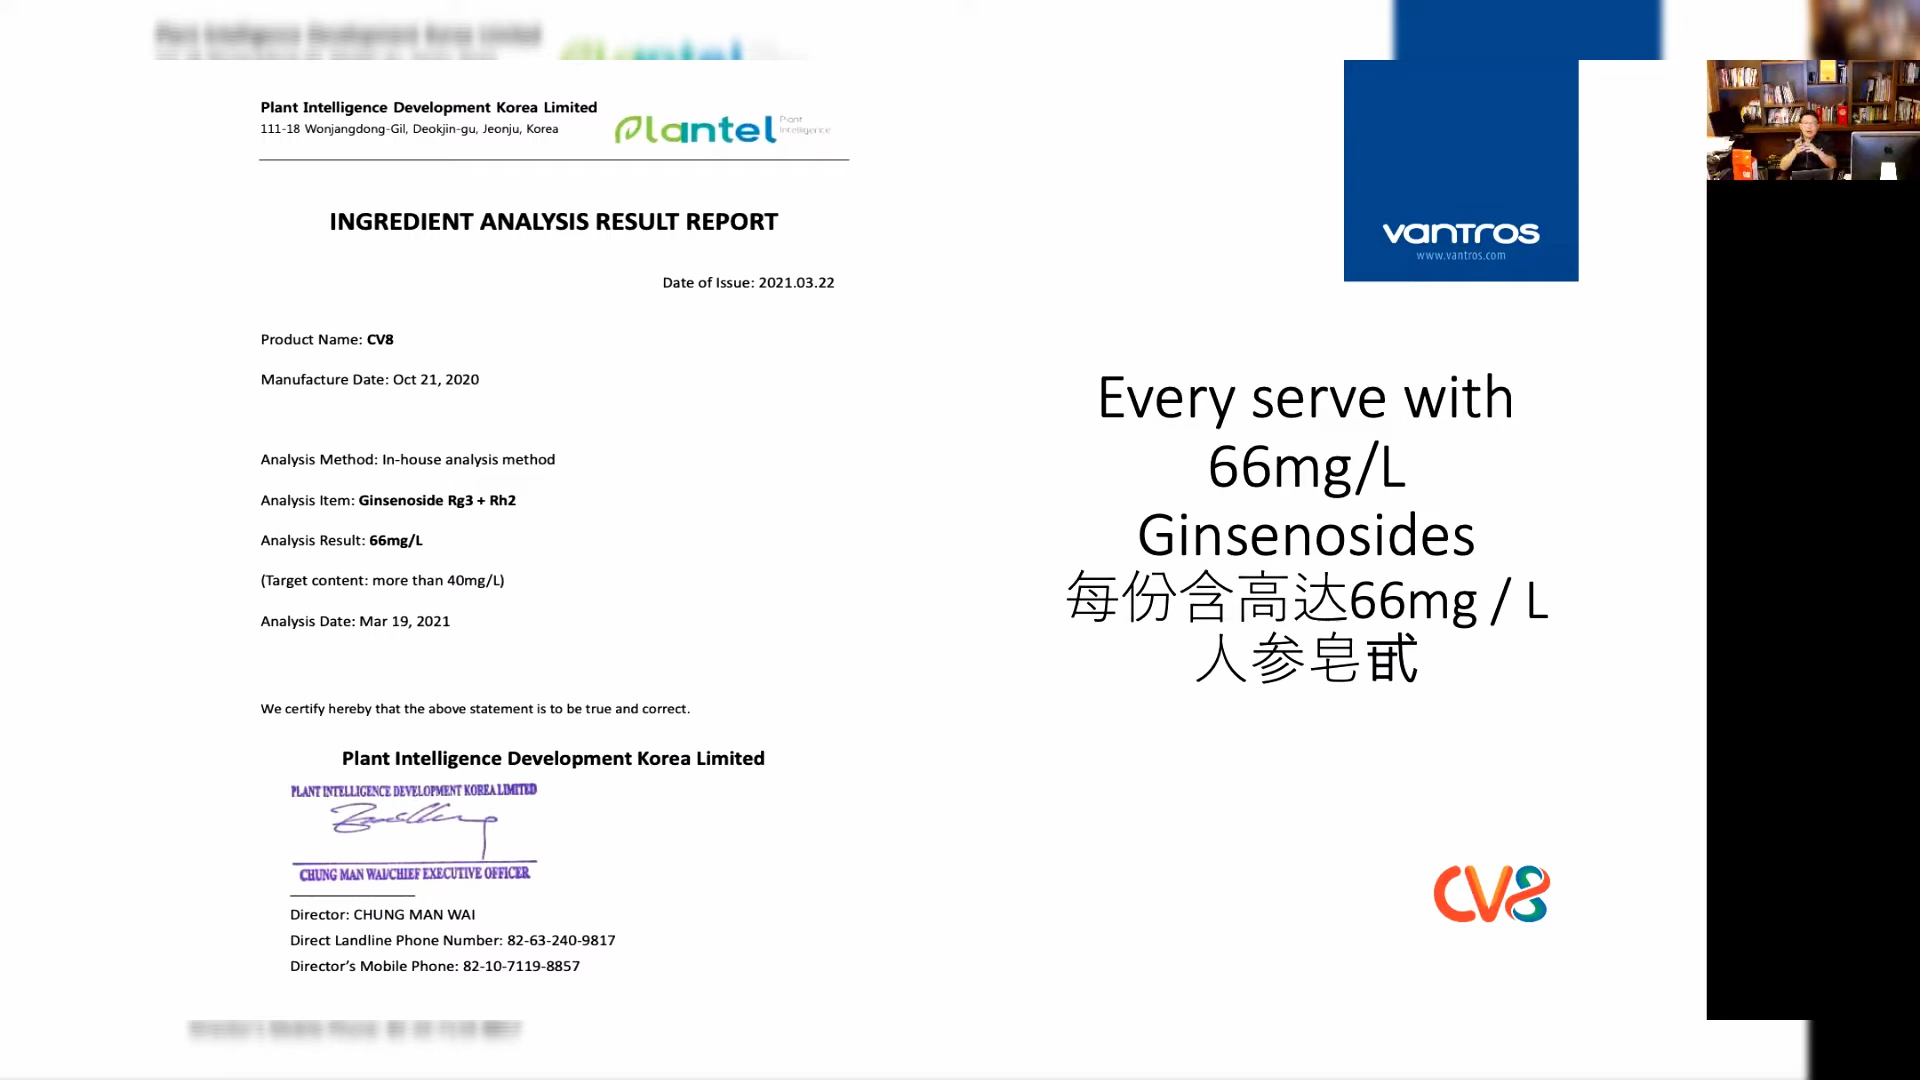 Plant Intelligence Development Korea Limited
111-18 Wonjangdong-Gil, Deokjin-gu, Jeonju, Korea
Plantel Plant
Intelligence
INGREDIENT ANALYSIS RESULT REPORT
Date of Issue: 2021.03.22
Product Name: CV8
Manufacture Date: Oct 21, 2020
Analysis Method: In-house analysis method
Analysis Item: Ginsenoside Rg3 + Rh2
Analysis Result: 66mg/L
(Target content: more than 40mg/L)
Analysis Date: Mar 19, 2021
We certify hereby that the above statement is to be true and correct.
Plant Intelligence Development Korea Limited
PLANT INTELLIGENCE DEVELOPMENT KOREA LIMITED
CHUNG MAN WAI/CHIEF EXECUTIVE OFFICER
Director: CHUNG MAN WAI
Direct Landline Phone Number: 82-63-240-9817
Director's Mobile Phone: 82-10-7119-8857
vantros
www.vantros.com
Every serve with
66mg/L
Ginsenosides
每份含高达66mg / L
人参皂甙
CV8